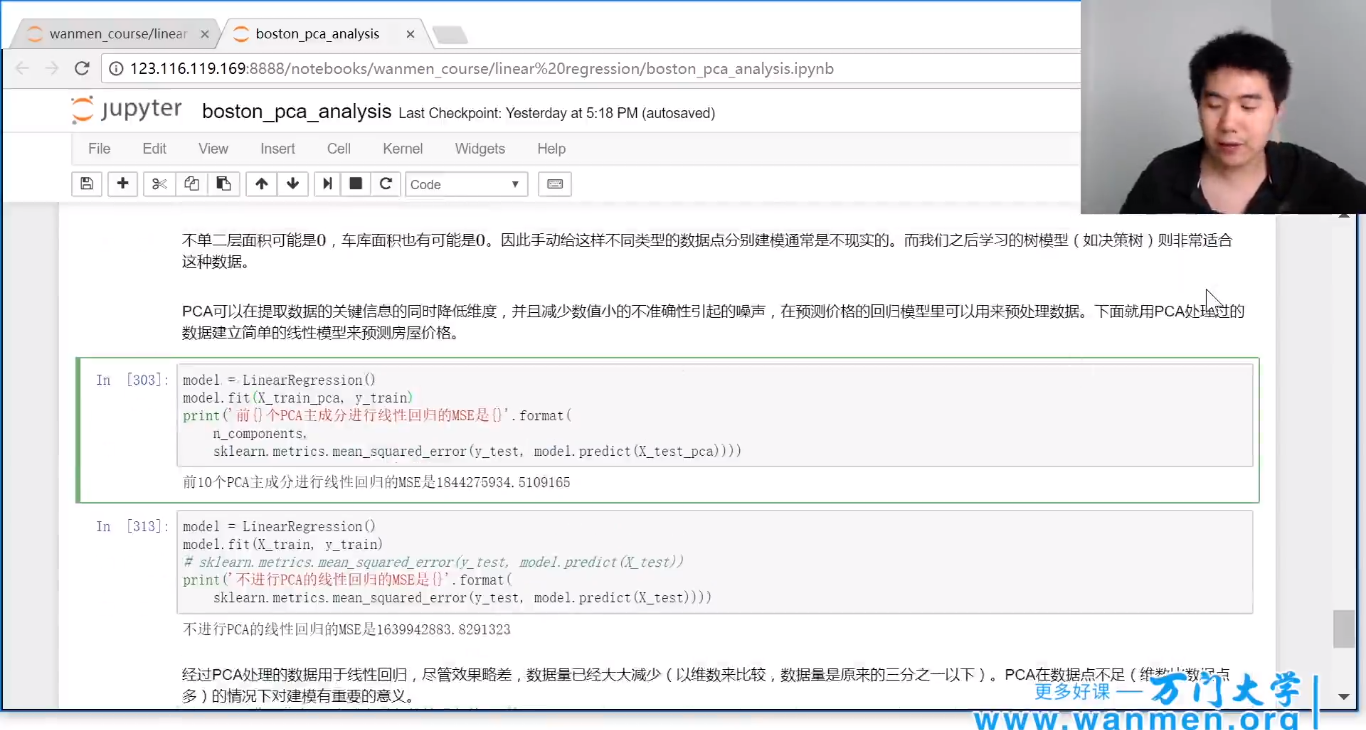 wanmen_course/linear
boston_pca_analysis
123.116.119.169:8888/notebooks/wanmen_course/linear%20regression/boston_pca_analysis.ipynb
jupyter boston_pca_analysis Last Checkpoint: Yesterday at 5:18 PM (autosaved)
File Edit View Insert Cell Kernel Widgets Help
Code
不单二层面积可能是0，车库面积也有可能是0。因此手动给这样不同类型的数据点分别建模通常是不现实的。而我们之后学习的树模型（如决策树）则非常适合
这种数据。
PCA可以在提取数据的关键信息的同时降低维度，并且减少数值小的不准确性引起的噪声，在预测价格的回归模型里可以用来预处理数据。下面就用PCA处理过的
数据建立简单的线性模型来预测房屋价格。
In [303]: model = LinearRegression()
model.fit(X_train_pca, y_train)
print('前{}个PCA主成分进行线性回归的MSE是{}'.format(
n_components,
sklearn.metrics.mean_squared_error(y_test, model.predict(X_test_pca))))
前10个PCA主成分进行线性回归的MSE是1844275934.5109165
In [313]: model = LinearRegression()
model.fit(X_train, y_train)
# sklearn.metrics.mean_squared_error(y_test, model.predict(X_test))
print('不进行PCA的线性回归的MSE是{}'.format(
sklearn.metrics.mean_squared_error(y_test, model.predict(X_test))))
不进行PCA的线性回归的MSE是1639942883.8291323
经过PCA处理的数据用于线性回归，尽管效果略差，数据量已经大大减少（以维数来比较，数据量是原来的三分之一以下）。PCA在数据点不足（维数比数据点
多）的情况下对建模有重要的意义。
更多好课 — 万门大学
www.wanmen.org